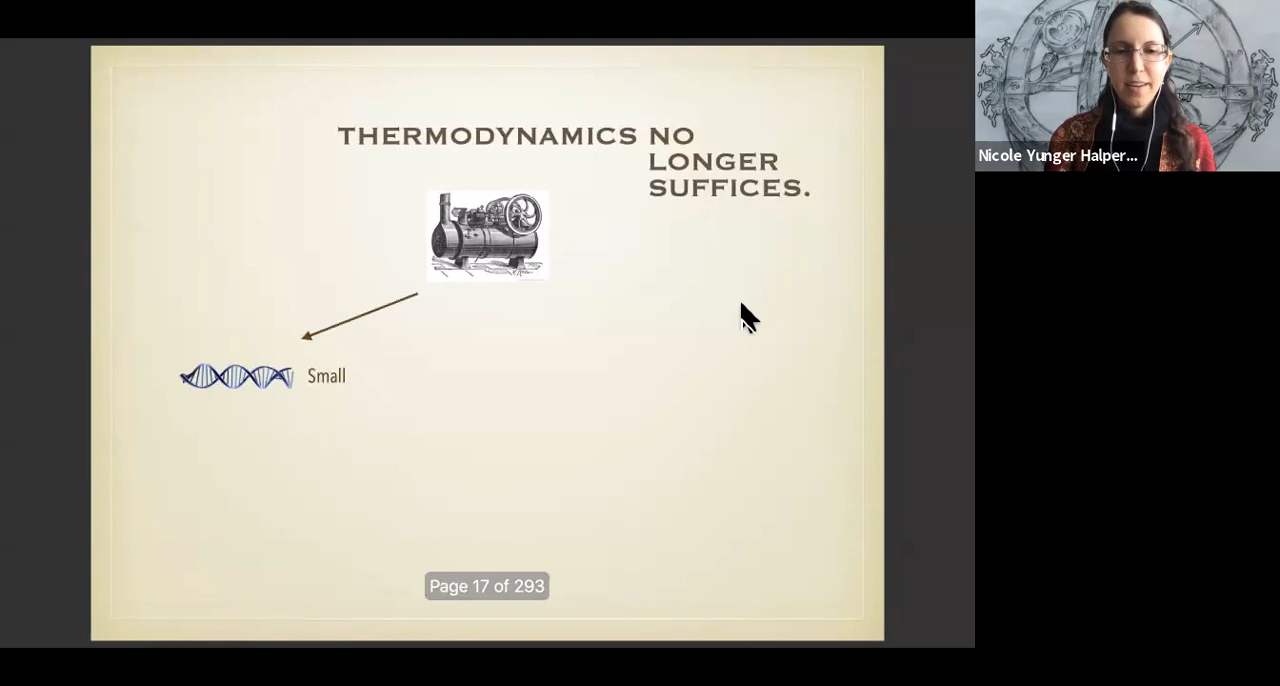 THERMODYNAMICS NO
LONGER
SUFFICES.
Small
Page 17 of 293
Nicole Yunger Halper...